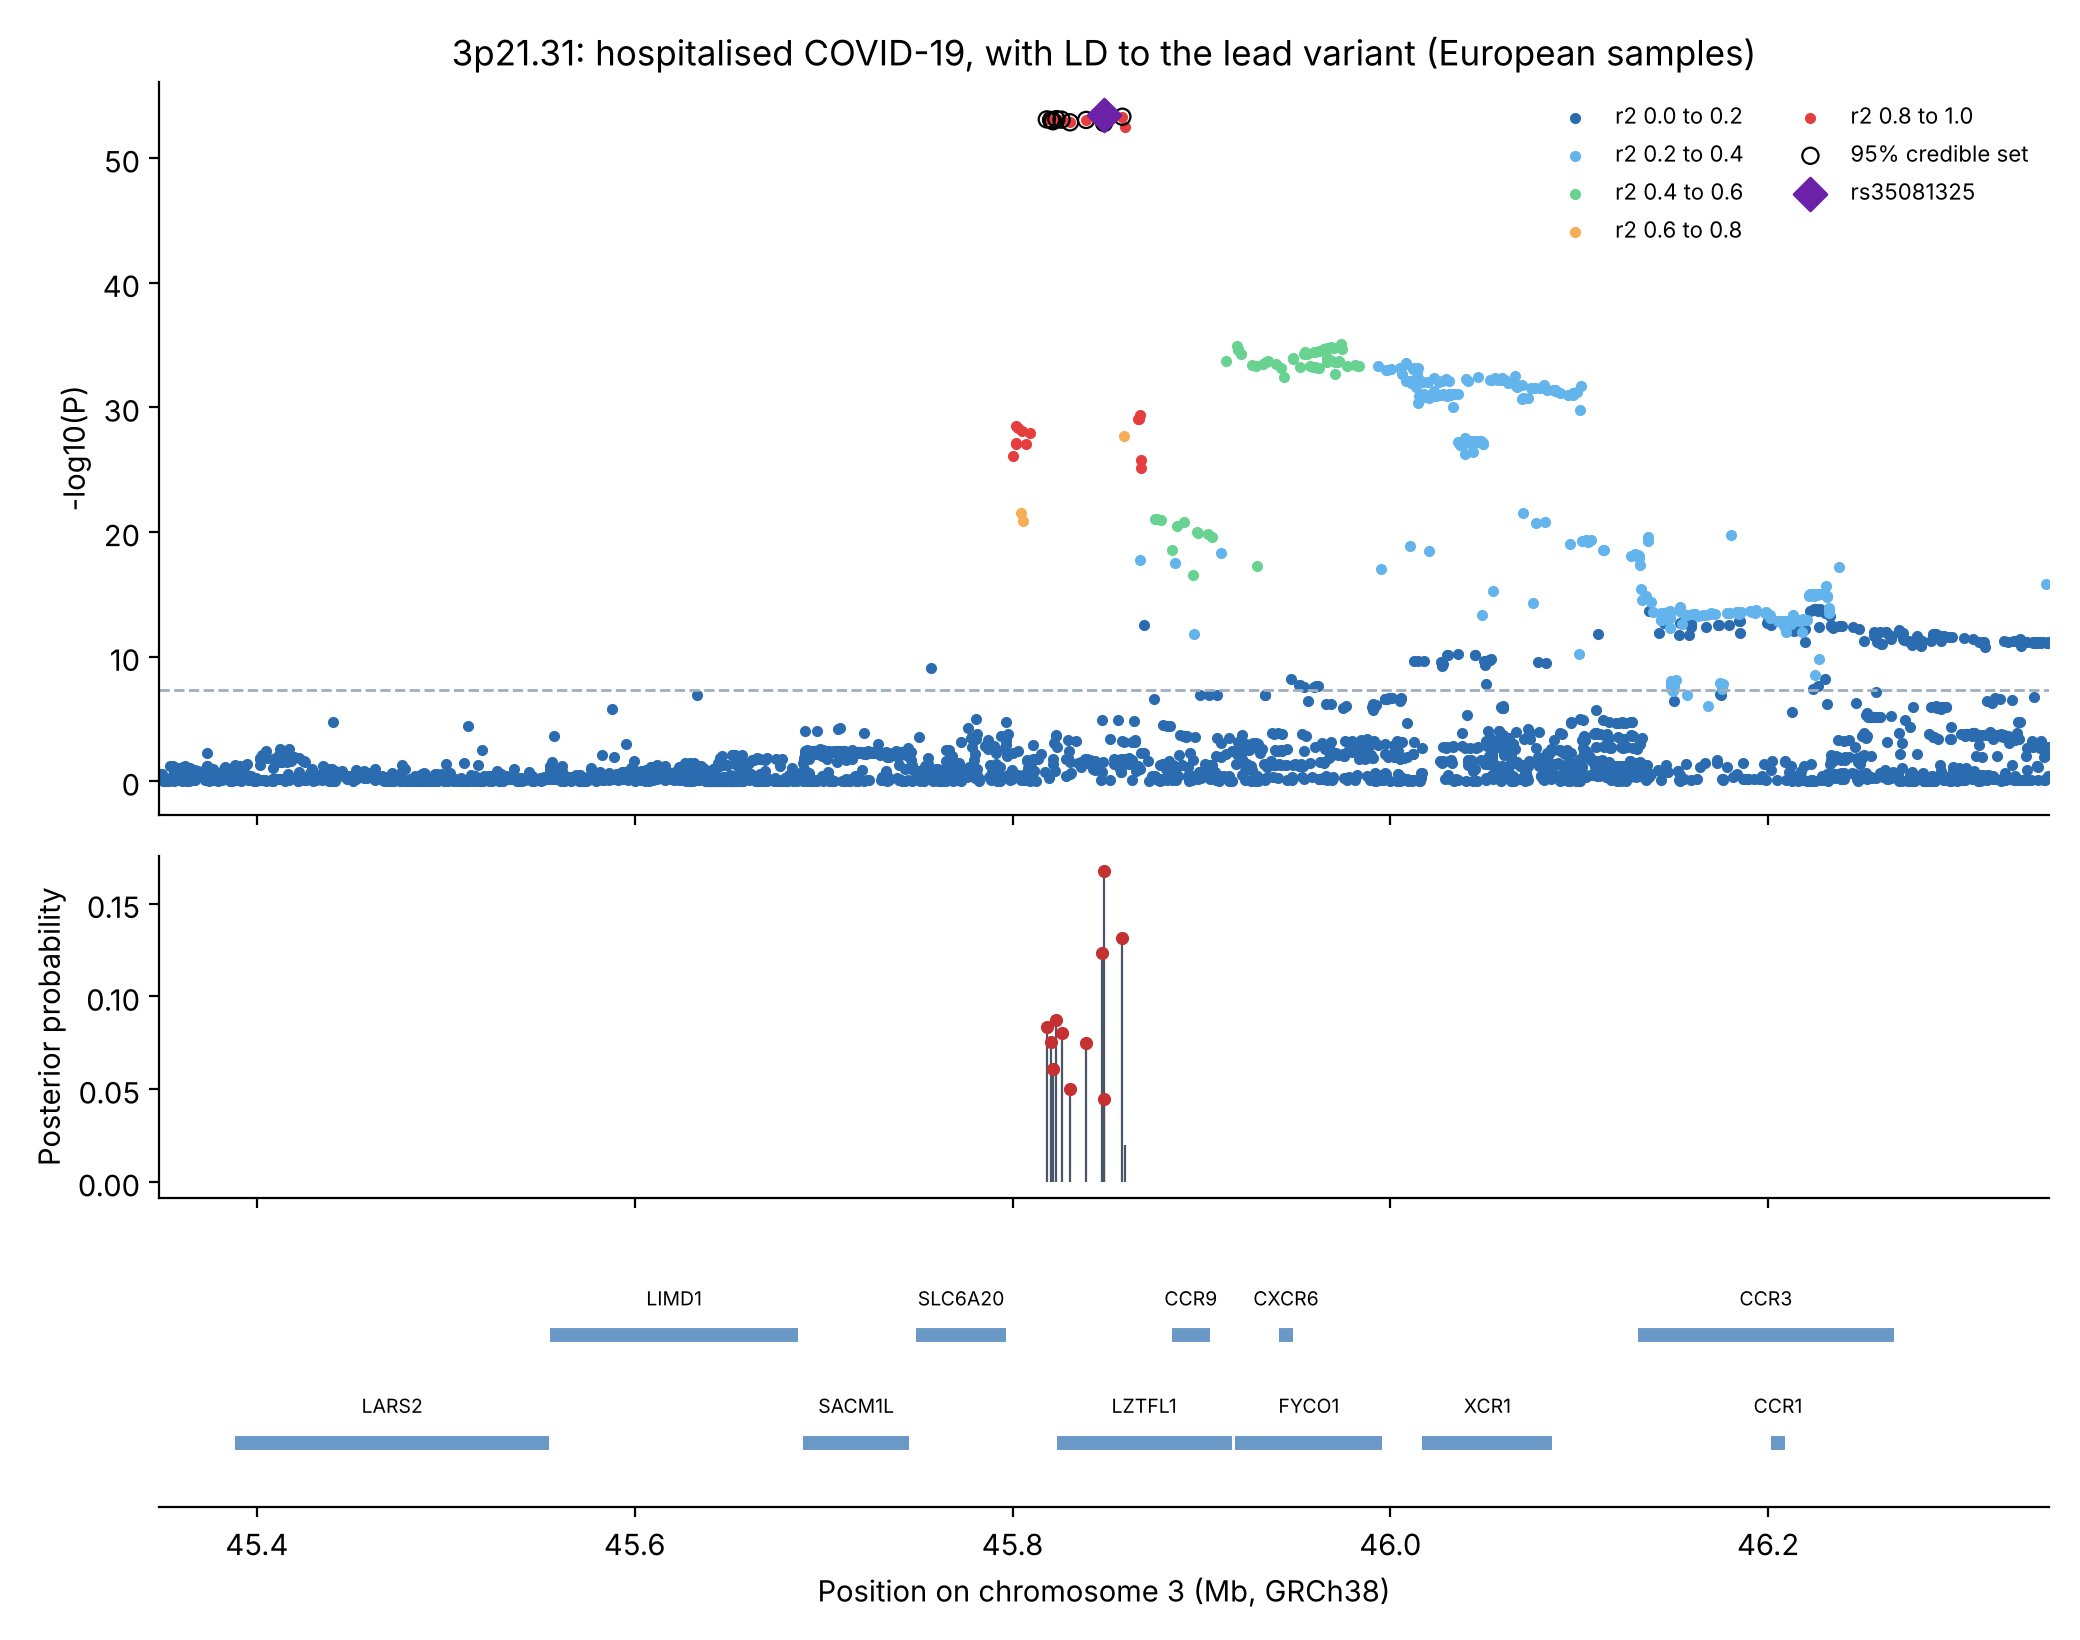 3p21.31: hospitalised COVID-19, with LD to the lead variant (European samples)
-log10(P)
50
40
30
20
10
0
r2 0.0 to 0.2
r2 0.2 to 0.4
r2 0.4 to 0.6
r2 0.6 to 0.8
r2 0.8 to 1.0
95% credible set
rs35081325
Posterior probability
0.15
0.10
0.05
0.00
LIMD1
SLC6A20
CCR9
CXCR6
CCR3
LARS2
SACM1L
LZTFL1
FYCO1
XCR1
CCR1
45.4
45.6
45.8
46.0
46.2
Position on chromosome 3 (Mb, GRCh38)